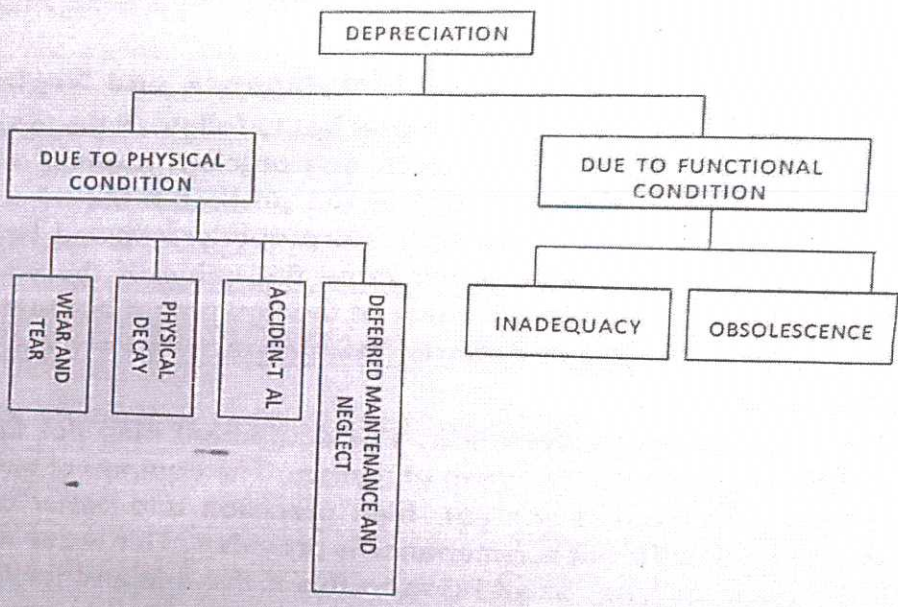 DEPRECIATION
DUE TO PHYSICAL
CONDITION
DUE TO FUNCTIONAL
CONDITION
WEAR AND
TEAR
PHYSICAL
DECAY
ACCIDEN-T AL
DEFERRED MAINTENANCE AND
NEGLECT
INADEQUACY
OBSOLESCENCE